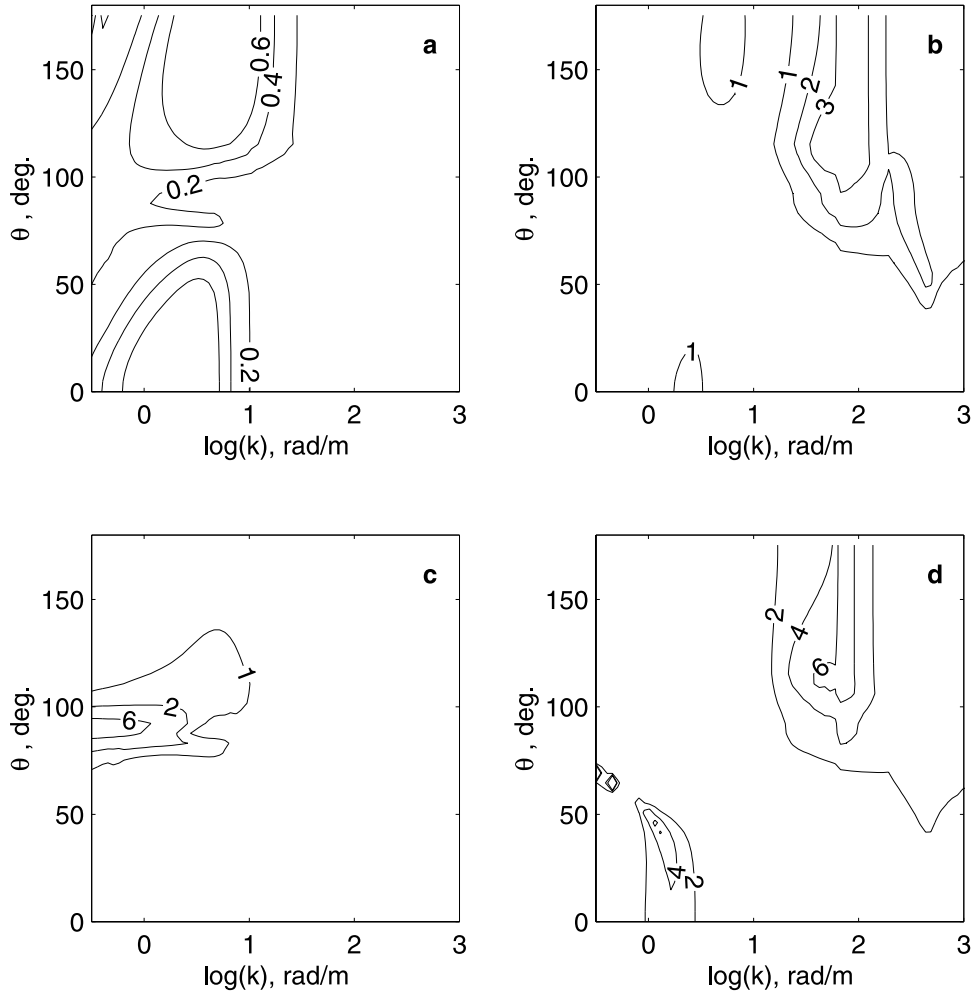 a
0.6
0.4
0.2
0.2
150
100
50
0
θ , deg.
0 1 2 3
log(k), rad/m
b
1
1
2
3
1
150
100
50
0
θ , deg.
0 1 2 3
log(k), rad/m
c
1
2
6
150
100
50
0
θ , deg.
0 1 2 3
log(k), rad/m
d
2
4
6
4
2
150
100
50
0
θ , deg.
0 1 2 3
log(k), rad/m